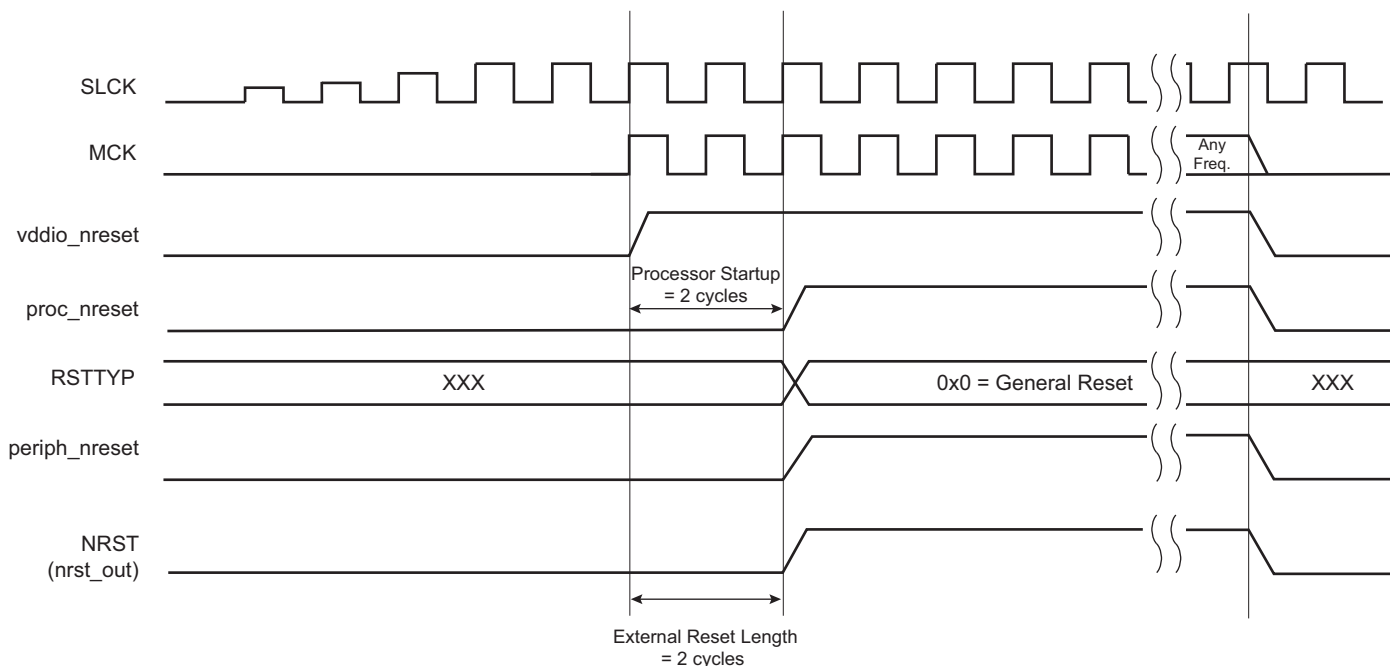 SLCK
MCK
Any
Freq.
vddio_nreset
Processor Startup
= 2 cycles
proc_nreset
RSTTYP
XXX
0x0 = General Reset
XXX
periph_nreset
NRST
(nrst_out)
External Reset Length
= 2 cycles